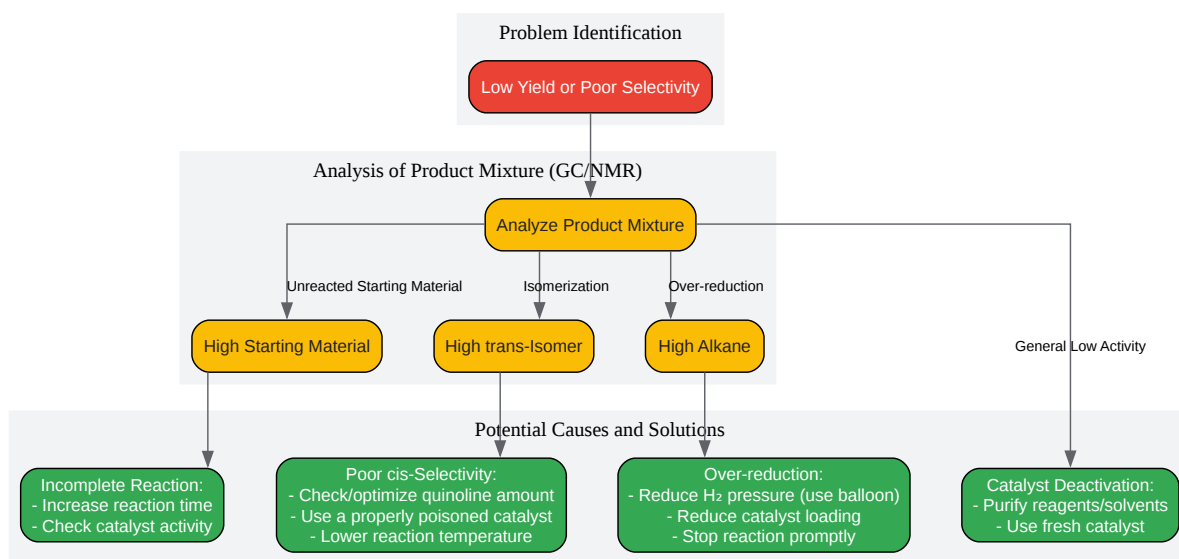 Problem Identification
Low Yield or Poor Selectivity
Analysis of Product Mixture (GC/NMR)
Analyze Product Mixture
Unreacted Starting Material
Isomerization
Over-reduction
High Starting Material
High trans-Isomer
High Alkane
General Low Activity
Potential Causes and Solutions
Incomplete Reaction:
- Increase reaction time
- Check catalyst activity
Poor cis-Selectivity:
- Check/optimize quinoline amount
- Use a properly poisoned catalyst
- Lower reaction temperature
Over-reduction:
- Reduce H₂ pressure (use balloon)
- Reduce catalyst loading
- Stop reaction promptly
Catalyst Deactivation:
- Purify reagents/solvents
- Use fresh catalyst